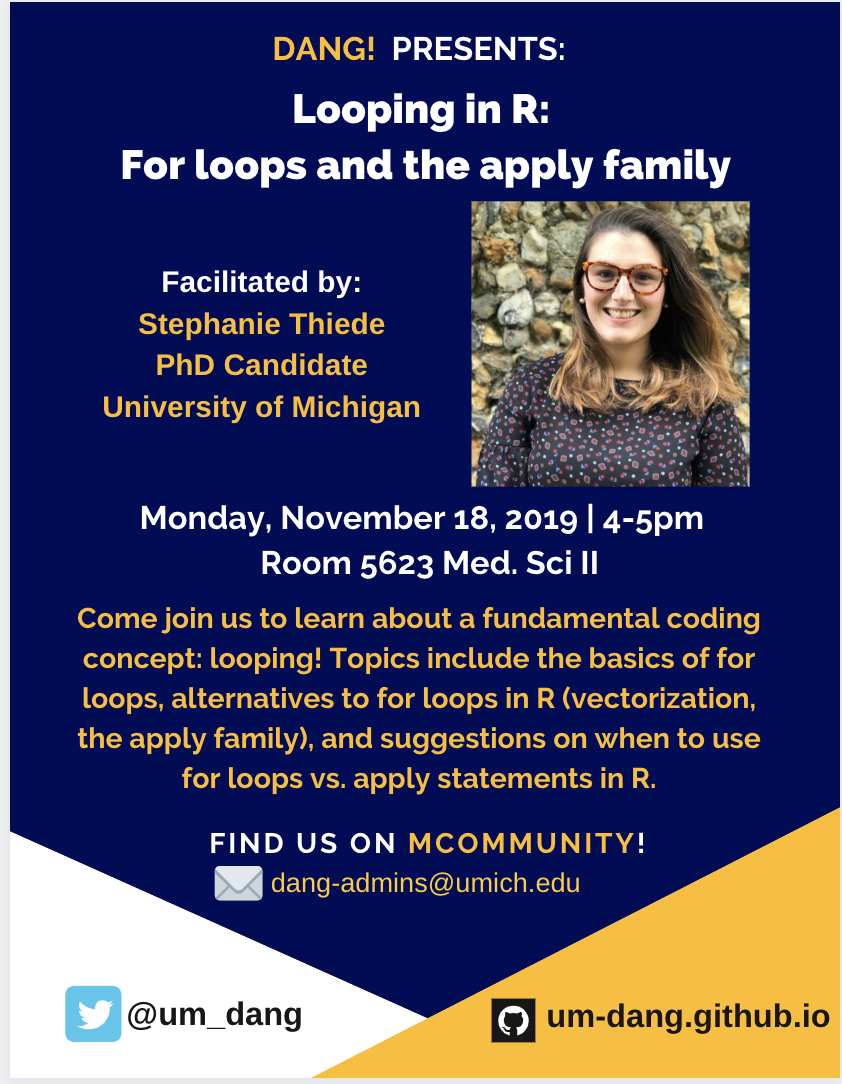 DANG! PRESENTS:
Looping in R:
For loops and the apply family
Facilitated by:
Stephanie Thiede
PhD Candidate
University of Michigan
Monday, November 18, 2019 | 4-5pm
Room 5623 Med. Sci II
Come join us to learn about a fundamental coding
concept: looping! Topics include the basics of for
loops, alternatives to for loops in R (vectorization,
the apply family), and suggestions on when to use
for loops vs. apply statements in R.
FIND US ON MCOMMUNITY!
dang-admins@umich.edu
@um_dang
um-dang.github.io